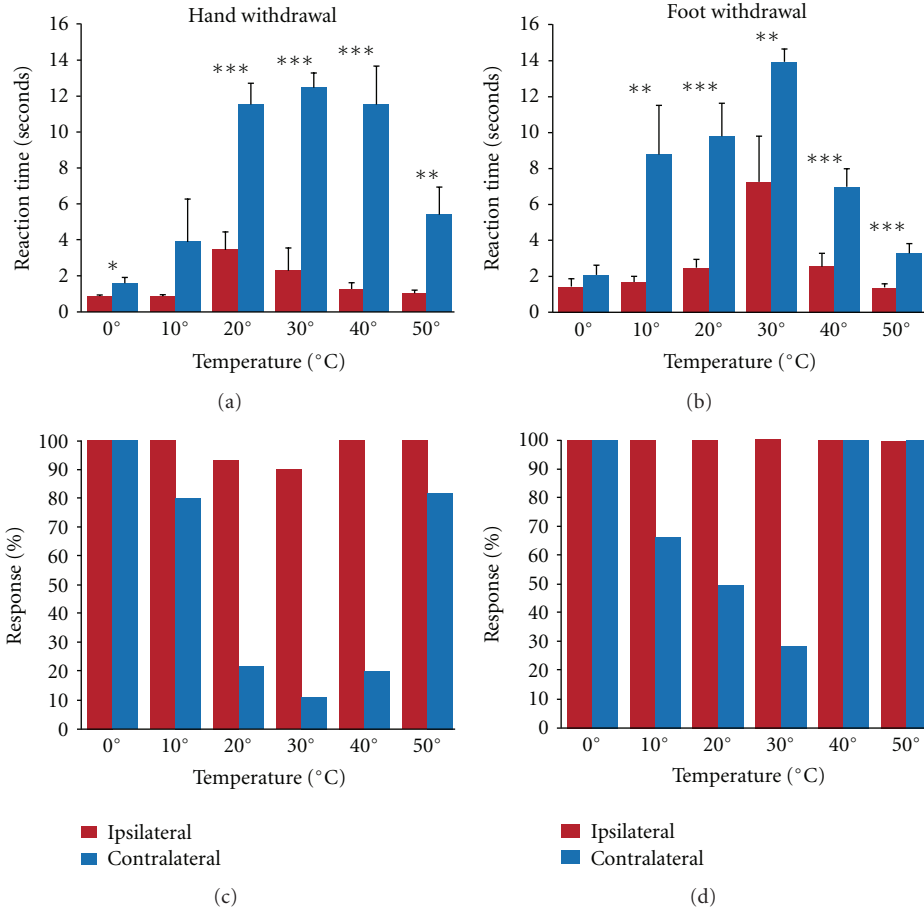 Hand withdrawal
Reaction time (seconds)
16
14
12
10
8
6
4
2
0
*
***
***
***
**
0° 10° 20° 30° 40° 50°
Temperature (°C)
(a)
Foot withdrawal
Reaction time (seconds)
16
14
12
10
8
6
4
2
0
**
***
**
***
***
0° 10° 20° 30° 40° 50°
Temperature (°C)
(b)
Response (%)
100
90
80
70
60
50
40
30
20
10
0
0° 10° 20° 30° 40° 50°
Temperature (°C)
Ipsilateral
Contralateral
(c)
Response (%)
100
90
80
70
60
50
40
30
20
10
0
0° 10° 20° 30° 40° 50°
Temperature (°C)
Ipsilateral
Contralateral
(d)